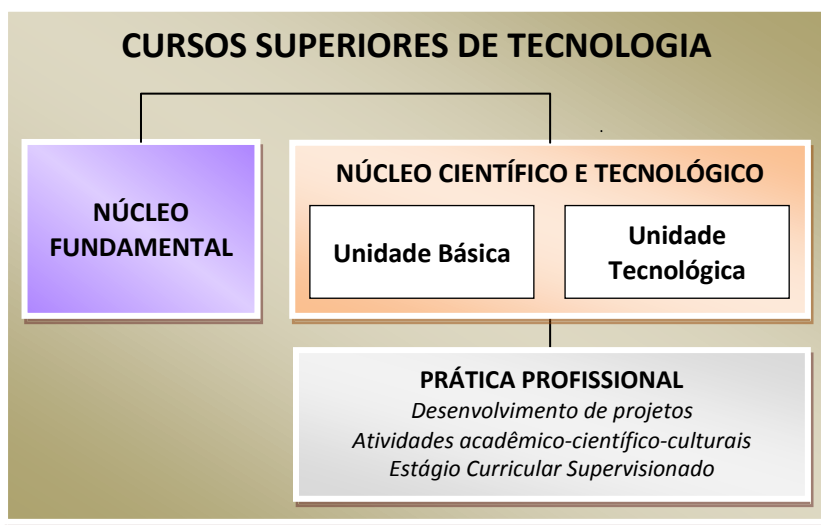 CURSOS SUPERIORES DE TECNOLOGIA
NÚCLEO
FUNDAMENTAL
NÚCLEO CIENTÍFICO E TECNOLÓGICO
Unidade Básica
Unidade
Tecnológica
PRÁTICA PROFISSIONAL
Desenvolvimento de projetos
Atividades acadêmico-científico-culturais
Estágio Curricular Supervisionado